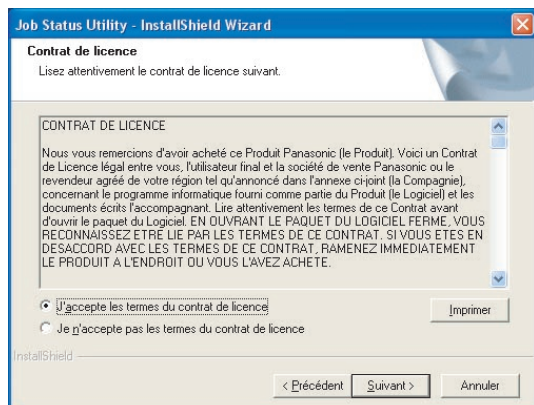 Job Status Utility - InstallShield Wizard
Contrat de licence
Lisez attentivement le contrat de licence suivant.
CONTRAT DE LICENCE
Nous vous remercions d'avoir acheté ce Produit Panasonic (le Produit). Voici un Contrat
de Licence légal entre vous, l'utilisateur final et la société de vente Panasonic ou le
revendeur agréé de votre région tel qu'annoncé dans l'annexe ci-joint (la Compagnie),
concernant le programme informatique fourni comme partie du Produit (le Logiciel) et les
documents écrits l'accompagnant. Lire attentivement les termes de ce Contrat avant
d'ouvrir le paquet du Logiciel. EN OUVRANT LE PAQUET DU LOGICIEL FERME, VOUS
RECONNAISSEZ ETRE LIE PAR LES TERMES DE CE CONTRAT. SI VOUS ETES EN
DESACCORD AVEC LES TERMES DE CE CONTRAT, RAMENEZ IMMEDIATEMENT
LE PRODUIT A L'ENDROIT OU VOUS L'AVEZ ACHETE.
J'accepte les termes du contrat de licence
Imprimer
Je n'accepte pas les termes du contrat de licence
InstallShield
< Précédent Suivant > Annuler